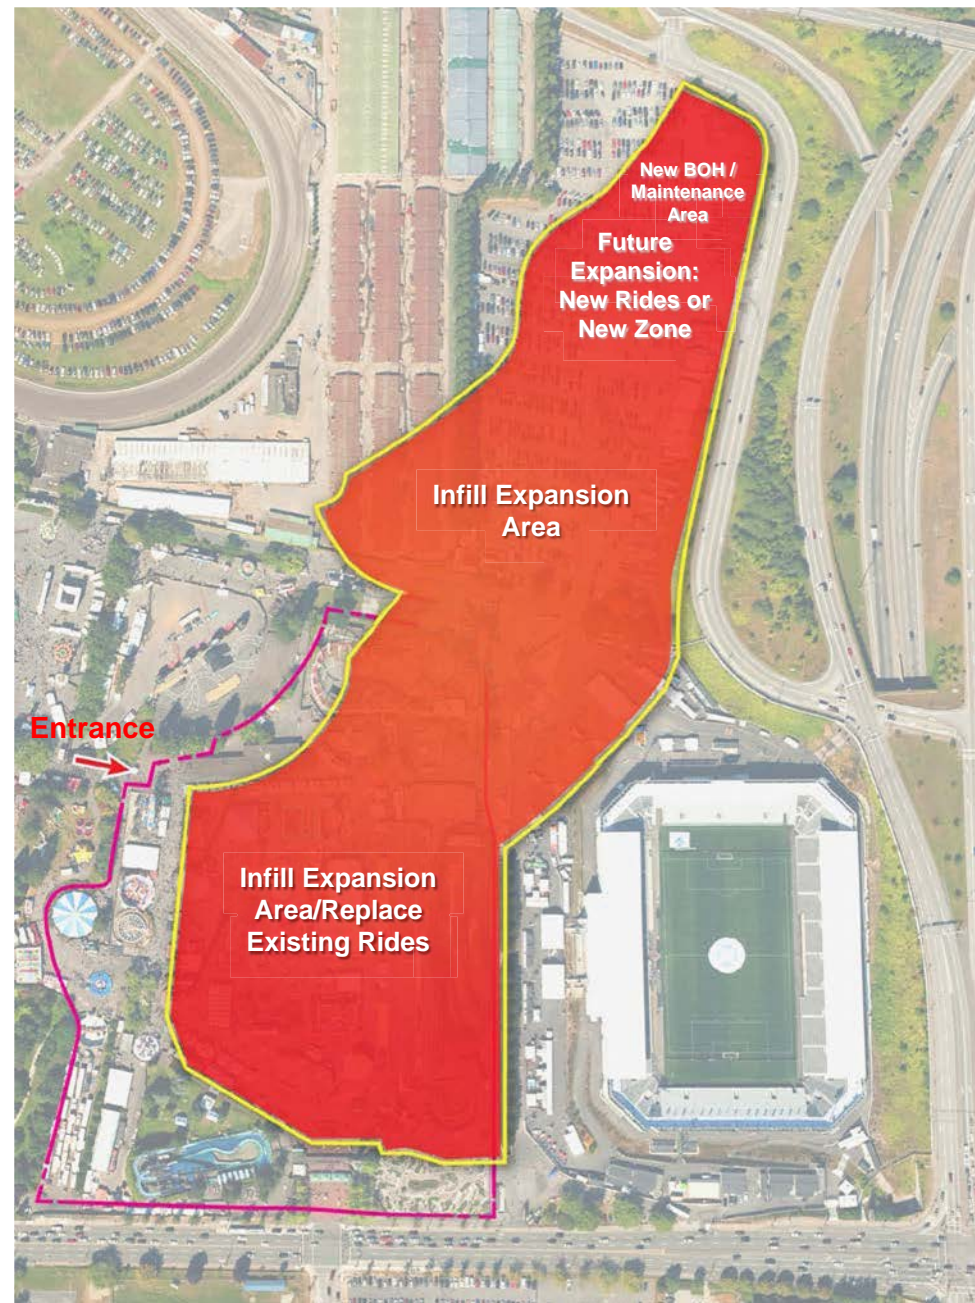 New BOH /
Maintenance
Area
Future
Expansion:
New Rides or
New Zone
Infill Expansion
Area
Entrance
Infill Expansion
Area/Replace
Existing Rides